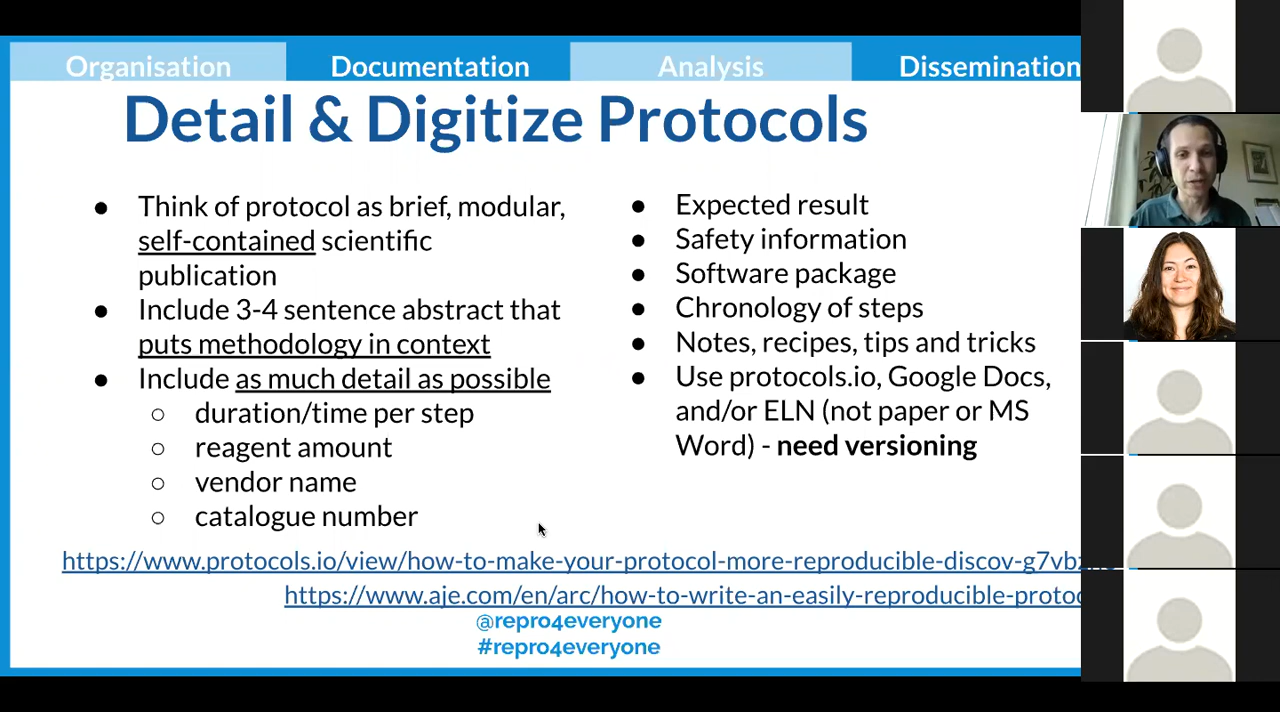 Organisation Documentation Analysis Dissemination
Detail & Digitize Protocols
● Think of protocol as brief, modular,
self-contained scientific
publication
● Include 3-4 sentence abstract that
puts methodology in context
● Include as much detail as possible
○ duration/time per step
○ reagent amount
○ vendor name
○ catalogue number
● Expected result
● Safety information
● Software package
● Chronology of steps
● Notes, recipes, tips and tricks
● Use protocols.io, Google Docs,
and/or ELN (not paper or MS
Word) - need versioning
https://www.protocols.io/view/how-to-make-your-protocol-more-reproducible-discov-g7vb
https://www.aje.com/en/arc/how-to-write-an-easily-reproducible-protoc
@repro4everyone
#repro4everyone